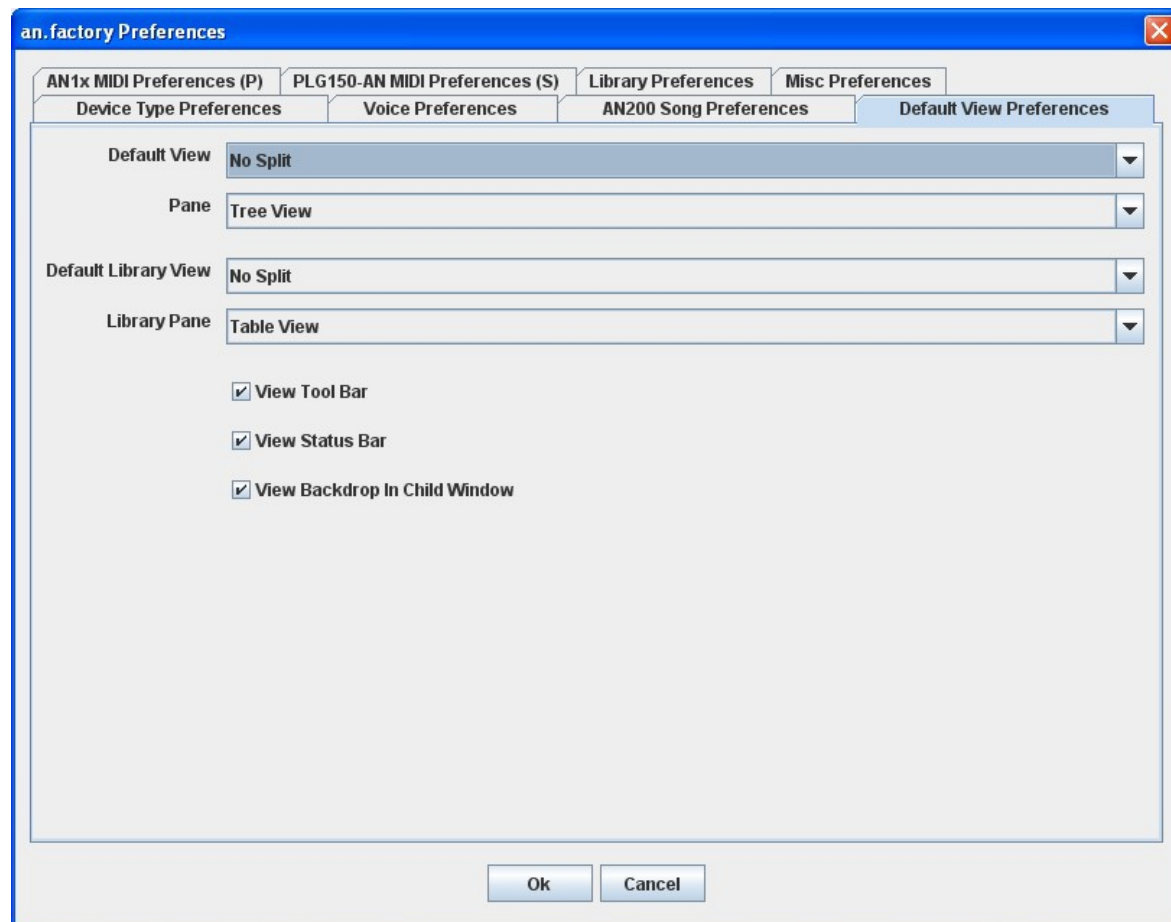 an.factory Preferences
AN1x MIDI Preferences (P) PLG150-AN MIDI Preferences (S) Library Preferences Misc Preferences
Device Type Preferences Voice Preferences AN200 Song Preferences Default View Preferences
Default View No Split
Pane Tree View
Default Library View No Split
Library Pane Table View
View Tool Bar
View Status Bar
View Backdrop In Child Window
Ok Cancel